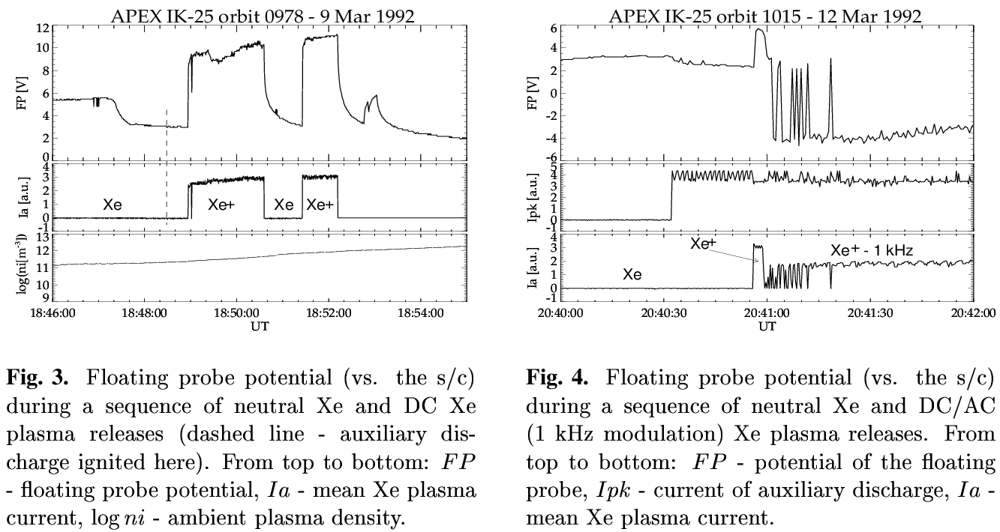 APEX IK-25 orbit 0978 - 9 Mar 1992
12
10
8
6
4
2
0
FP [V]
4
3
2
1
0
-1
Ia [a.u.]
Xe
Xe+
Xe
Xe+
13
12
11
10
9
log(ni[m⁻³])
18:46:00 18:48:00 18:50:00 18:52:00 18:54:00
UT
Fig. 3. Floating probe potential (vs. the s/c)
during a sequence of neutral Xe and DC Xe
plasma releases (dashed line - auxiliary dis-
charge ignited here). From top to bottom: FP
- floating probe potential, Ia - mean Xe plasma
current, log ni - ambient plasma density.
APEX IK-25 orbit 1015 - 12 Mar 1992
6
4
2
0
-2
-4
-6
FP [V]
5
4
3
2
1
0
-1
Ipk [a.u.]
4
3
2
1
0
-1
Ia [a.u.]
Xe
Xe+
Xe+ - 1 kHz
20:40:00 20:40:30 20:41:00 20:41:30 20:42:00
UT
Fig. 4. Floating probe potential (vs. the s/c)
during a sequence of neutral Xe and DC/AC
(1 kHz modulation) Xe plasma releases. From
top to bottom: FP - potential of the floating
probe, Ipk - current of auxiliary discharge, Ia -
mean Xe plasma current.